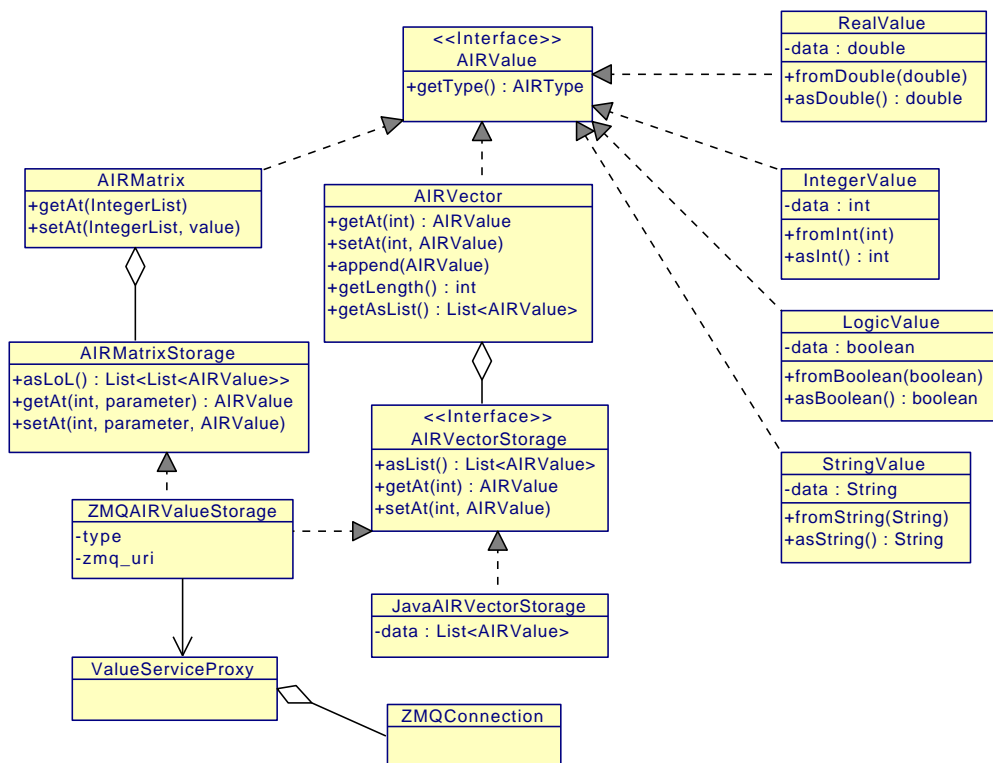 <<Interface>>
AIRValue
+getType() : AIRType
RealValue
-data : double
+fromDouble(double)
+asDouble() : double
AIRMatrix
+getAt(IntegerList)
+setAt(IntegerList, value)
AIRVector
+getAt(int) : AIRValue
+setAt(int, AIRValue)
+append(AIRValue)
+getLength() : int
+getAsList() : List<AIRValue>
IntegerValue
-data : int
+fromInt(int)
+asInt() : int
LogicValue
-data : boolean
+fromBoolean(boolean)
+asBoolean() : boolean
AIRMatrixStorage
+asLoL() : List<List<AIRValue>>
+getAt(int, parameter) : AIRValue
+setAt(int, parameter, AIRValue)
<<Interface>>
AIRVectorStorage
+asList() : List<AIRValue>
+getAt(int) : AIRValue
+setAt(int, AIRValue)
StringValue
-data : String
+fromString(String)
+asString() : String
ZMQAIRValueStorage
-type
-zmq_uri
JavaAIRVectorStorage
-data : List<AIRValue>
ValueServiceProxy
ZMQConnection